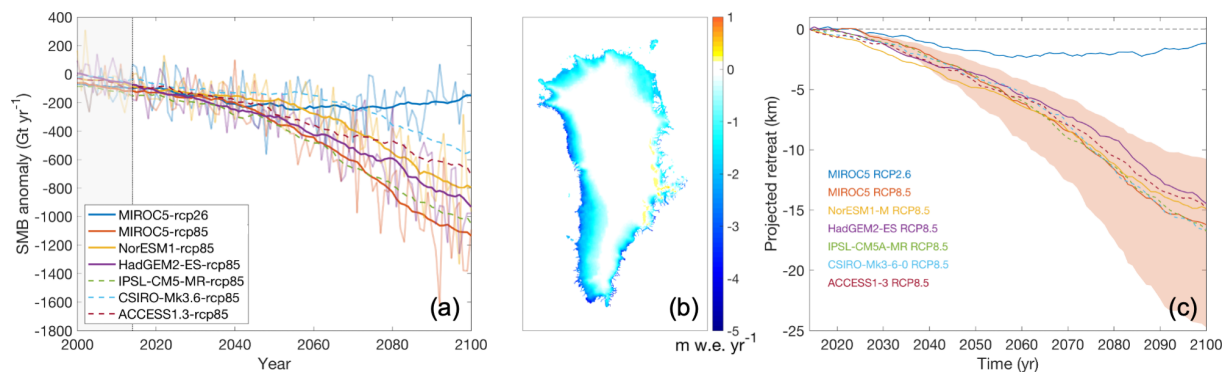 400
200
0
-200
-400
-600
-800
-1000
-1200
-1400
-1600
-1800
SMB anomaly (Gt yr-1)
MIROC5-rcp26
MIROC5-rcp85
NorESM1-rcp85
HadGEM2-ES-rcp85
IPSL-CM5-MR-rcp85
CSIRO-Mk3.6-rcp85
ACCESS1.3-rcp85
(a)
2000 2020 2040 2060 2080 2100
Year
(b)
1
0
-1
-2
-3
-4
-5
m w.e. yr-1
0
-5
-10
-15
-20
-25
Projected retreat (km)
MIROC5 RCP2.6
MIROC5 RCP8.5
NorESM1-M RCP8.5
HadGEM2-ES RCP8.5
IPSL-CM5A-MR RCP8.5
CSIRO-Mk3-6-0 RCP8.5
ACCESS1-3 RCP8.5
(c)
2020 2030 2040 2050 2060 2070 2080 2090 2100
Time (yr)